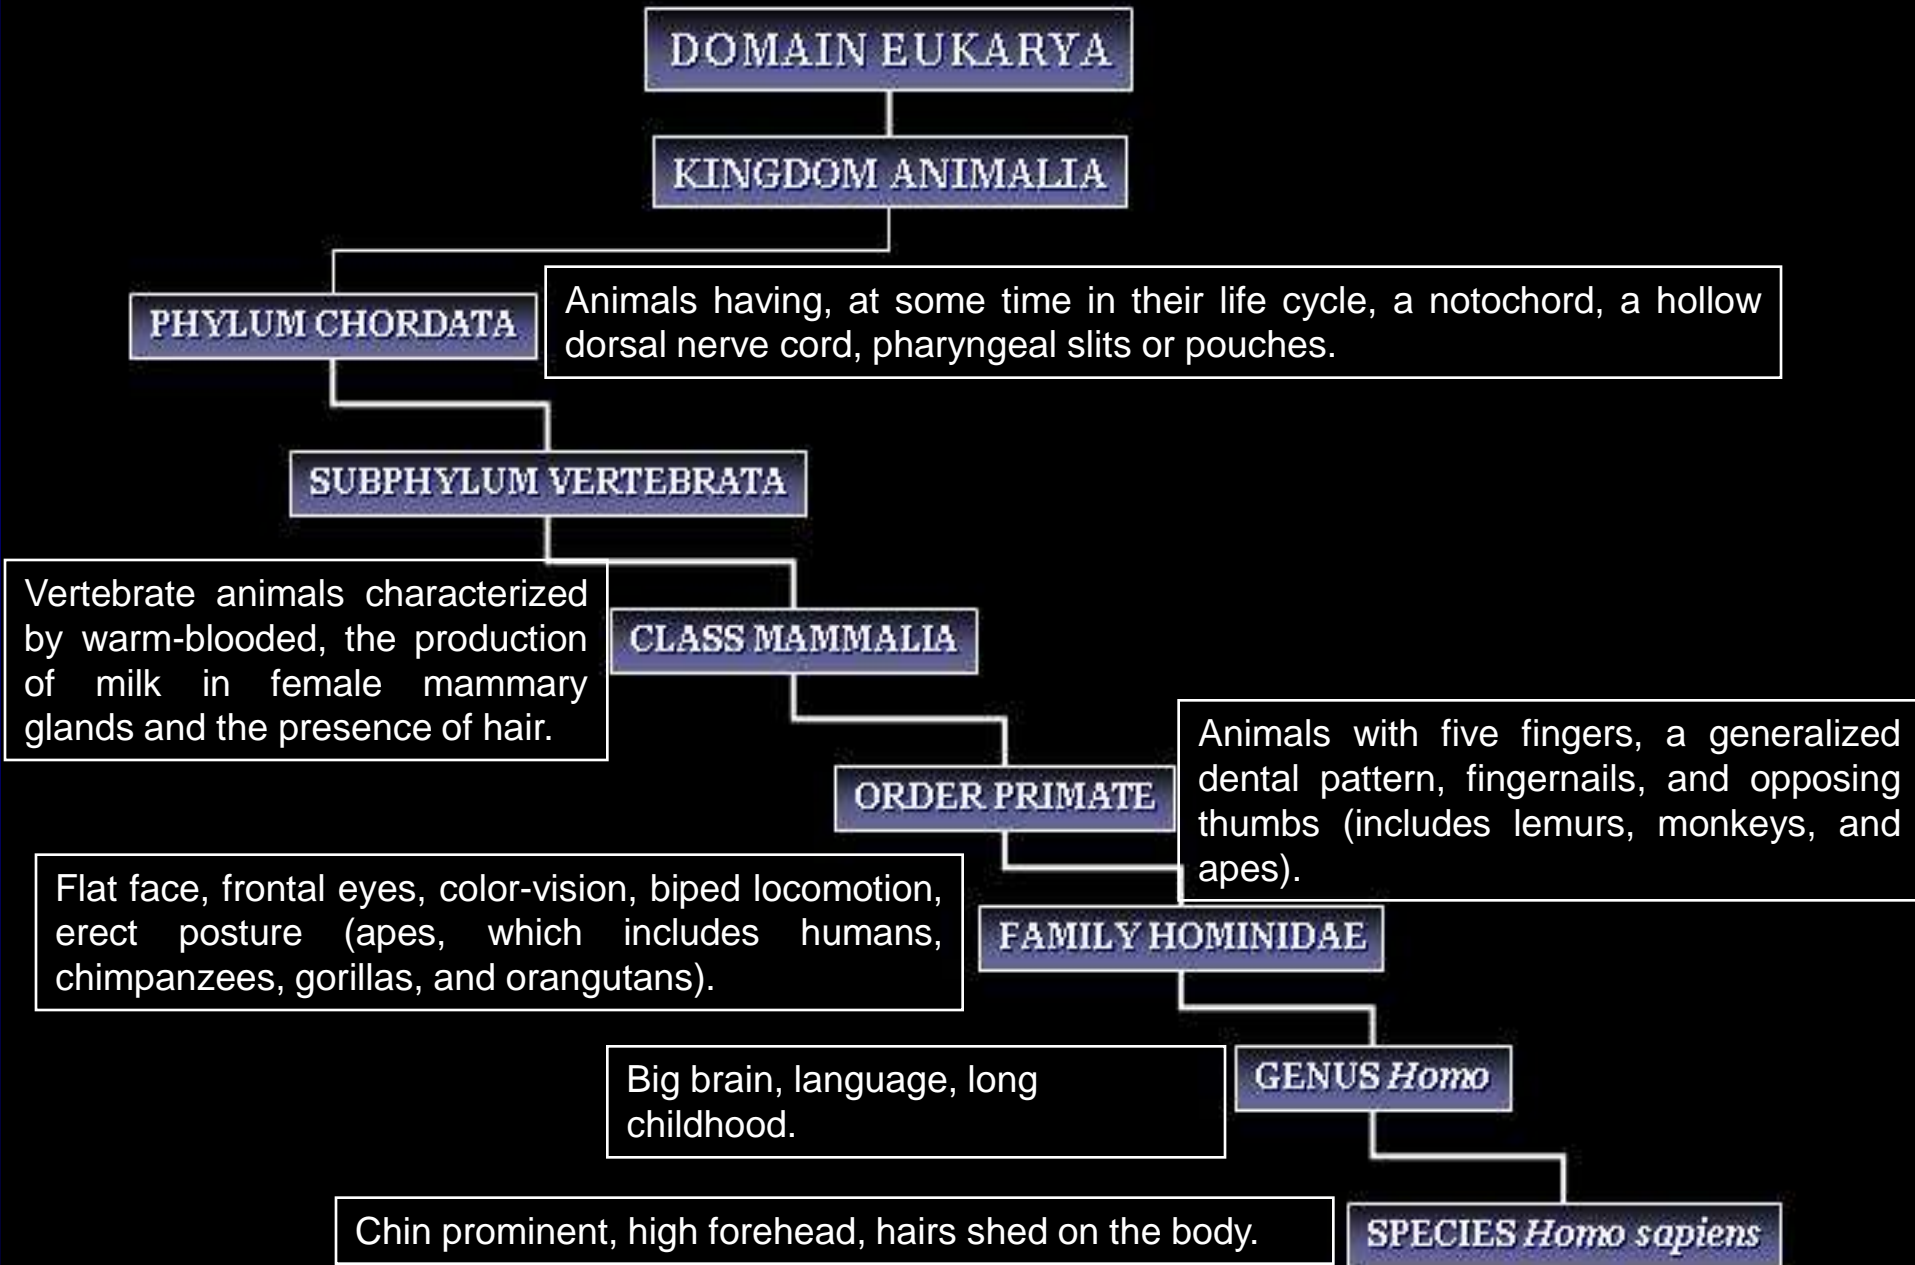 DOMAIN EUKARYA
KINGDOM ANIMALIA
PHYLUM CHORDATA
Animals having, at some time in their life cycle, a notochord, a hollow
dorsal nerve cord, pharyngeal slits or pouches.
SUBPHYLUM VERTEBRATA
Vertebrate animals characterized
by warm-blooded, the production
of milk in female mammary
glands and the presence of hair.
CLASS MAMMALIA
ORDER PRIMATE
Animals with five fingers, a generalized
dental pattern, fingernails, and opposing
thumbs (includes lemurs, monkeys, and
apes).
Flat face, frontal eyes, color-vision, biped locomotion,
erect posture (apes, which includes humans,
chimpanzees, gorillas, and orangutans).
FAMILY HOMINIDAE
Big brain, language, long
childhood.
GENUS Homo
Chin prominent, high forehead, hairs shed on the body.
SPECIES Homo sapiens